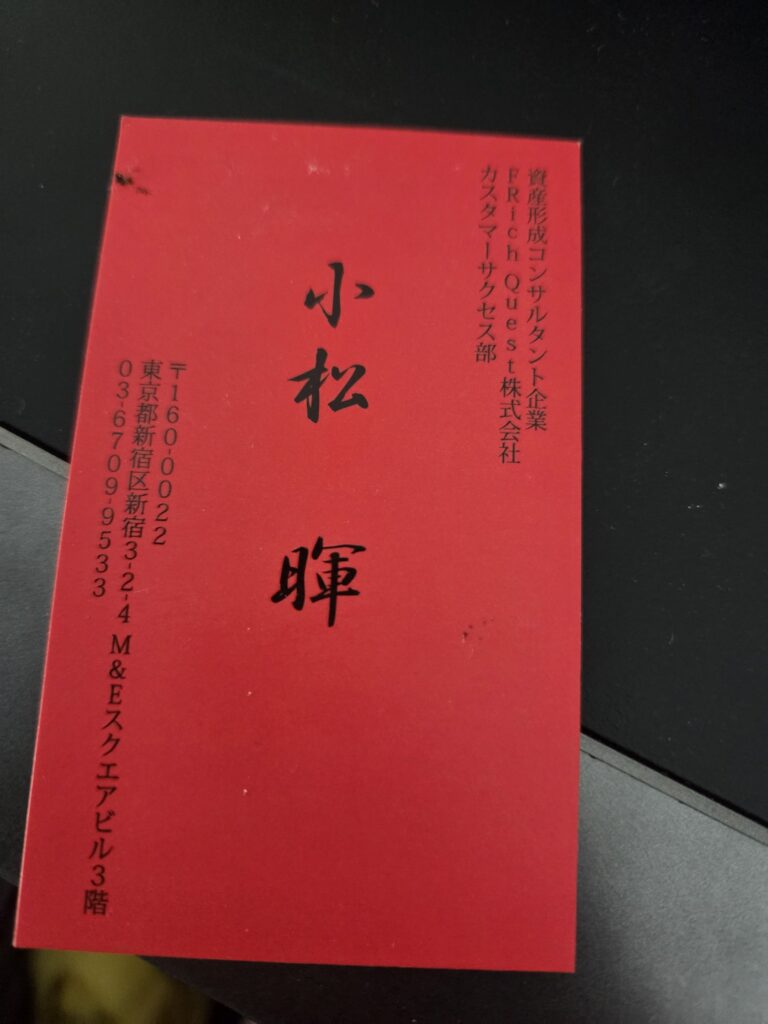 資産形成コンサルタント企業
FRich Quest株式会社
カスタマーサクセス部
小松 暉
〒160-0022
東京都新宿区新宿3-2-4 M&Eスクエアビル3階
03-6709-9533